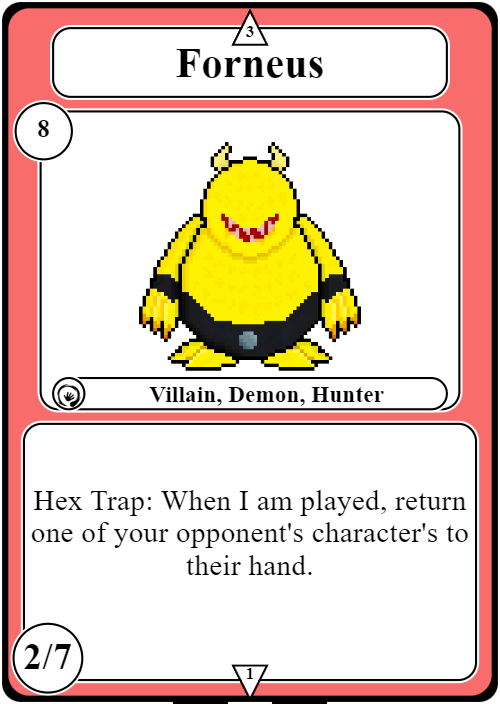 3
Forneus
8
Villain, Demon, Hunter
Hex Trap: When I am played, return
one of your opponent's character's to
their hand.
2/7
1